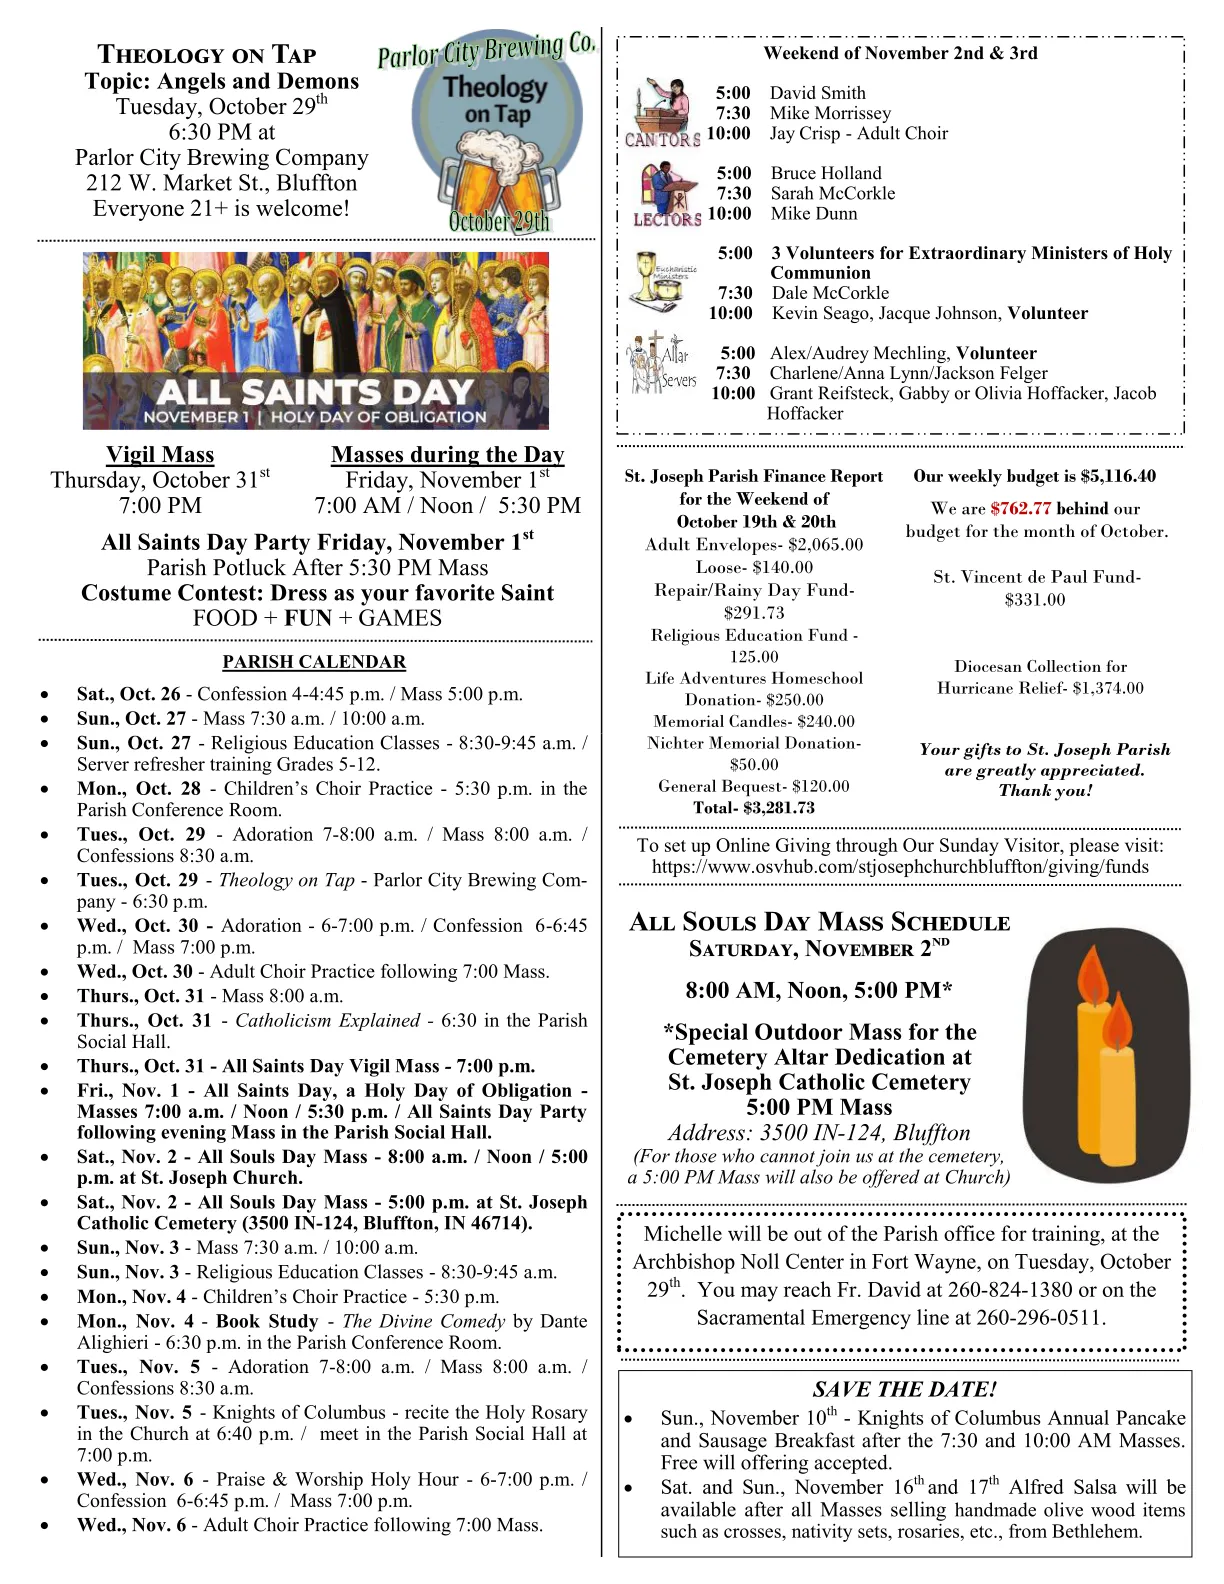 THEOLOGY ON TAP
Topic: Angels and Demons
Tuesday, October 29th
6:30 PM at
Parlor City Brewing Company
212 W. Market St., Bluffton
Everyone 21+ is welcome!
Parlor City Brewing Co.
Theology
on Tap
October 29th
ALL SAINTS DAY
NOVEMBER 1 | HOLY DAY OF OBLIGATION
Vigil Mass
Thursday, October 31st
7:00 PM
Masses during the Day
Friday, November 1st
7:00 AM / Noon / 5:30 PM
All Saints Day Party Friday, November 1st
Parish Potluck After 5:30 PM Mass
Costume Contest: Dress as your favorite Saint
FOOD + FUN + GAMES
PARISH CALENDAR
• Sat., Oct. 26 - Confession 4-4:45 p.m. / Mass 5:00 p.m.
• Sun., Oct. 27 - Mass 7:30 a.m. / 10:00 a.m.
• Sun., Oct. 27 - Religious Education Classes - 8:30-9:45 a.m. /
Server refresher training Grades 5-12.
• Mon., Oct. 28 - Children's Choir Practice - 5:30 p.m. in the
Parish Conference Room.
• Tues., Oct. 29 - Adoration 7-8:00 a.m. / Mass 8:00 a.m. /
Confessions 8:30 a.m.
• Tues., Oct. 29 - Theology on Tap - Parlor City Brewing Com-
pany - 6:30 p.m.
• Wed., Oct. 30 - Adoration - 6-7:00 p.m. / Confession 6-6:45
p.m. / Mass 7:00 p.m.
• Wed., Oct. 30 - Adult Choir Practice following 7:00 Mass.
• Thurs., Oct. 31 - Mass 8:00 a.m.
• Thurs., Oct. 31 - Catholicism Explained - 6:30 in the Parish
Social Hall.
• Thurs., Oct. 31 - All Saints Day Vigil Mass - 7:00 p.m.
• Fri., Nov. 1 - All Saints Day, a Holy Day of Obligation -
Masses 7:00 a.m. / Noon / 5:30 p.m. / All Saints Day Party
following evening Mass in the Parish Social Hall.
• Sat., Nov. 2 - All Souls Day Mass - 8:00 a.m. / Noon / 5:00
p.m. at St. Joseph Church.
• Sat., Nov. 2 - All Souls Day Mass - 5:00 p.m. at St. Joseph
Catholic Cemetery (3500 IN-124, Bluffton, IN 46714).
• Sun., Nov. 3 - Mass 7:30 a.m. / 10:00 a.m.
• Sun., Nov. 3 - Religious Education Classes - 8:30-9:45 a.m.
• Mon., Nov. 4 - Children's Choir Practice - 5:30 p.m.
• Mon., Nov. 4 - Book Study - The Divine Comedy by Dante
Alighieri - 6:30 p.m. in the Parish Conference Room.
• Tues., Nov. 5 - Adoration 7-8:00 a.m. / Mass 8:00 a.m. /
Confessions 8:30 a.m.
• Tues., Nov. 5 - Knights of Columbus - recite the Holy Rosary
in the Church at 6:40 p.m. / meet in the Parish Social Hall at
7:00 p.m.
• Wed., Nov. 6 - Praise & Worship Holy Hour - 6-7:00 p.m. /
Confession 6-6:45 p.m. / Mass 7:00 p.m.
• Wed., Nov. 6 - Adult Choir Practice following 7:00 Mass.
Weekend of November 2nd & 3rd
CANTORS
5:00 David Smith
7:30 Mike Morrissey
10:00 Jay Crisp - Adult Choir
LECTORS
5:00 Bruce Holland
7:30 Sarah McCorkle
10:00 Mike Dunn
Eucharistic
Ministers
5:00 3 Volunteers for Extraordinary Ministers of Holy
Communion
7:30 Dale McCorkle
10:00 Kevin Seago, Jacque Johnson, Volunteer
Altar
Servers
5:00 Alex/Audrey Mechling, Volunteer
7:30 Charlene/Anna Lynn/Jackson Felger
10:00 Grant Reifsteck, Gabby or Olivia Hoffacker, Jacob
Hoffacker
St. Joseph Parish Finance Report
for the Weekend of
October 19th & 20th
Adult Envelopes- $2,065.00
Loose- $140.00
Repair/Rainy Day Fund-
$291.73
Religious Education Fund -
125.00
Life Adventures Homeschool
Donation- $250.00
Memorial Candles- $240.00
Nichter Memorial Donation-
$50.00
General Bequest- $120.00
Total- $3,281.73
Our weekly budget is $5,116.40
We are $762.77 behind our
budget for the month of October.
St. Vincent de Paul Fund-
$331.00
Diocesan Collection for
Hurricane Relief- $1,374.00
Your gifts to St. Joseph Parish
are greatly appreciated.
Thank you!
To set up Online Giving through Our Sunday Visitor, please visit:
https://www.osvhub.com/stjosephchurchbluffton/giving/funds
ALL SOULS DAY MASS SCHEDULE
SATURDAY, NOVEMBER 2ND
8:00 AM, Noon, 5:00 PM*
*Special Outdoor Mass for the
Cemetery Altar Dedication at
St. Joseph Catholic Cemetery
5:00 PM Mass
Address: 3500 IN-124, Bluffton
(For those who cannot join us at the cemetery,
a 5:00 PM Mass will also be offered at Church)
Michelle will be out of the Parish office for training, at the
Archbishop Noll Center in Fort Wayne, on Tuesday, October
29th. You may reach Fr. David at 260-824-1380 or on the
Sacramental Emergency line at 260-296-0511.
SAVE THE DATE!
• Sun., November 10th - Knights of Columbus Annual Pancake
and Sausage Breakfast after the 7:30 and 10:00 AM Masses.
Free will offering accepted.
• Sat. and Sun., November 16th and 17th Alfred Salsa will be
available after all Masses selling handmade olive wood items
such as crosses, nativity sets, rosaries, etc., from Bethlehem.